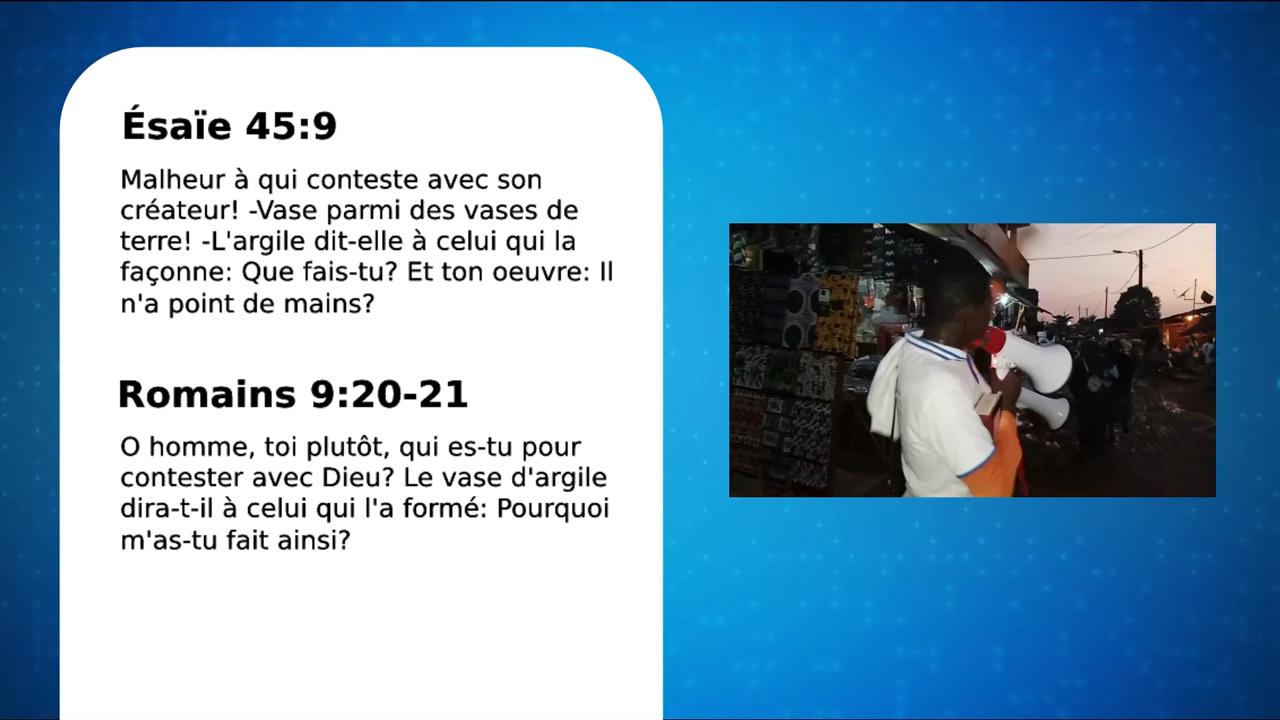 Ésaïe 45:9
Malheur à qui conteste avec son
créateur! -Vase parmi des vases de
terre! -L'argile dit-elle à celui qui la
façonne: Que fais-tu? Et ton oeuvre: Il
n'a point de mains?
Romains 9:20-21
O homme, toi plutôt, qui es-tu pour
contester avec Dieu? Le vase d'argile
dira-t-il à celui qui l'a formé: Pourquoi
m'as-tu fait ainsi?